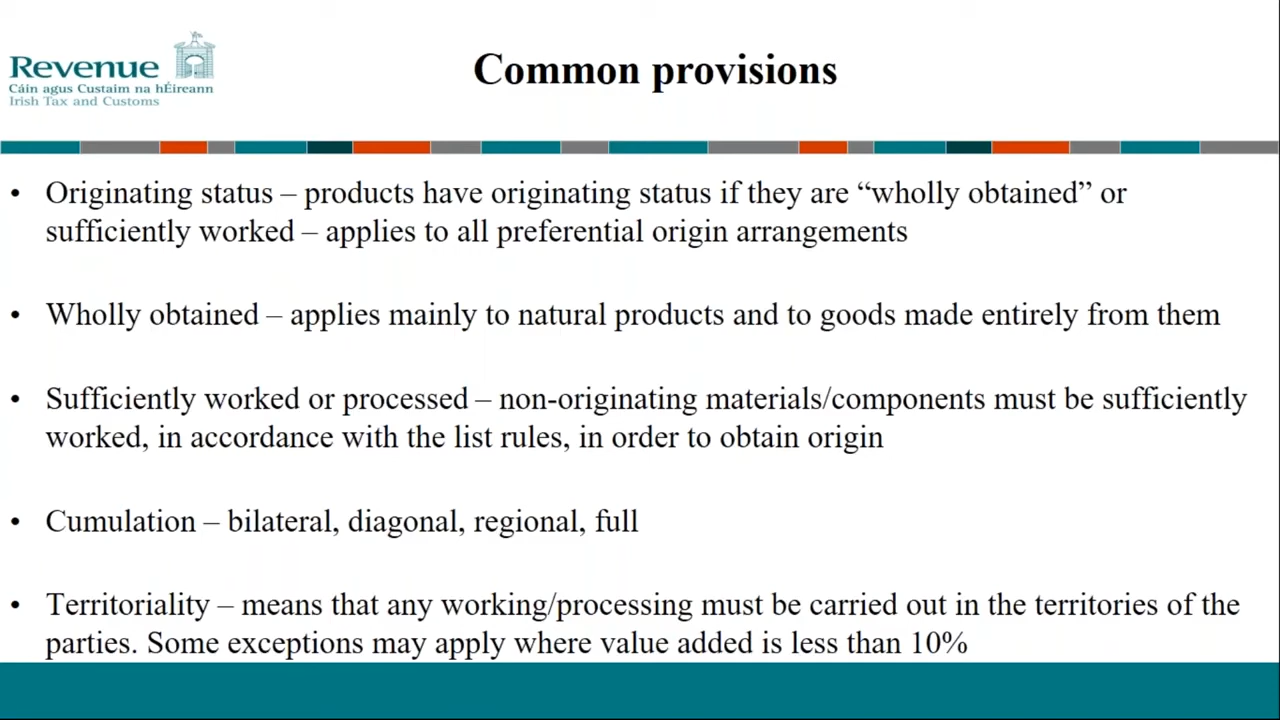 Revenue
Cáin agus Custaim na hÉireann
Irish Tax and Customs
Common provisions
• Originating status – products have originating status if they are “wholly obtained” or
sufficiently worked – applies to all preferential origin arrangements
• Wholly obtained – applies mainly to natural products and to goods made entirely from them
• Sufficiently worked or processed – non-originating materials/components must be sufficiently
worked, in accordance with the list rules, in order to obtain origin
• Cumulation – bilateral, diagonal, regional, full
• Territoriality – means that any working/processing must be carried out in the territories of the
parties. Some exceptions may apply where value added is less than 10%